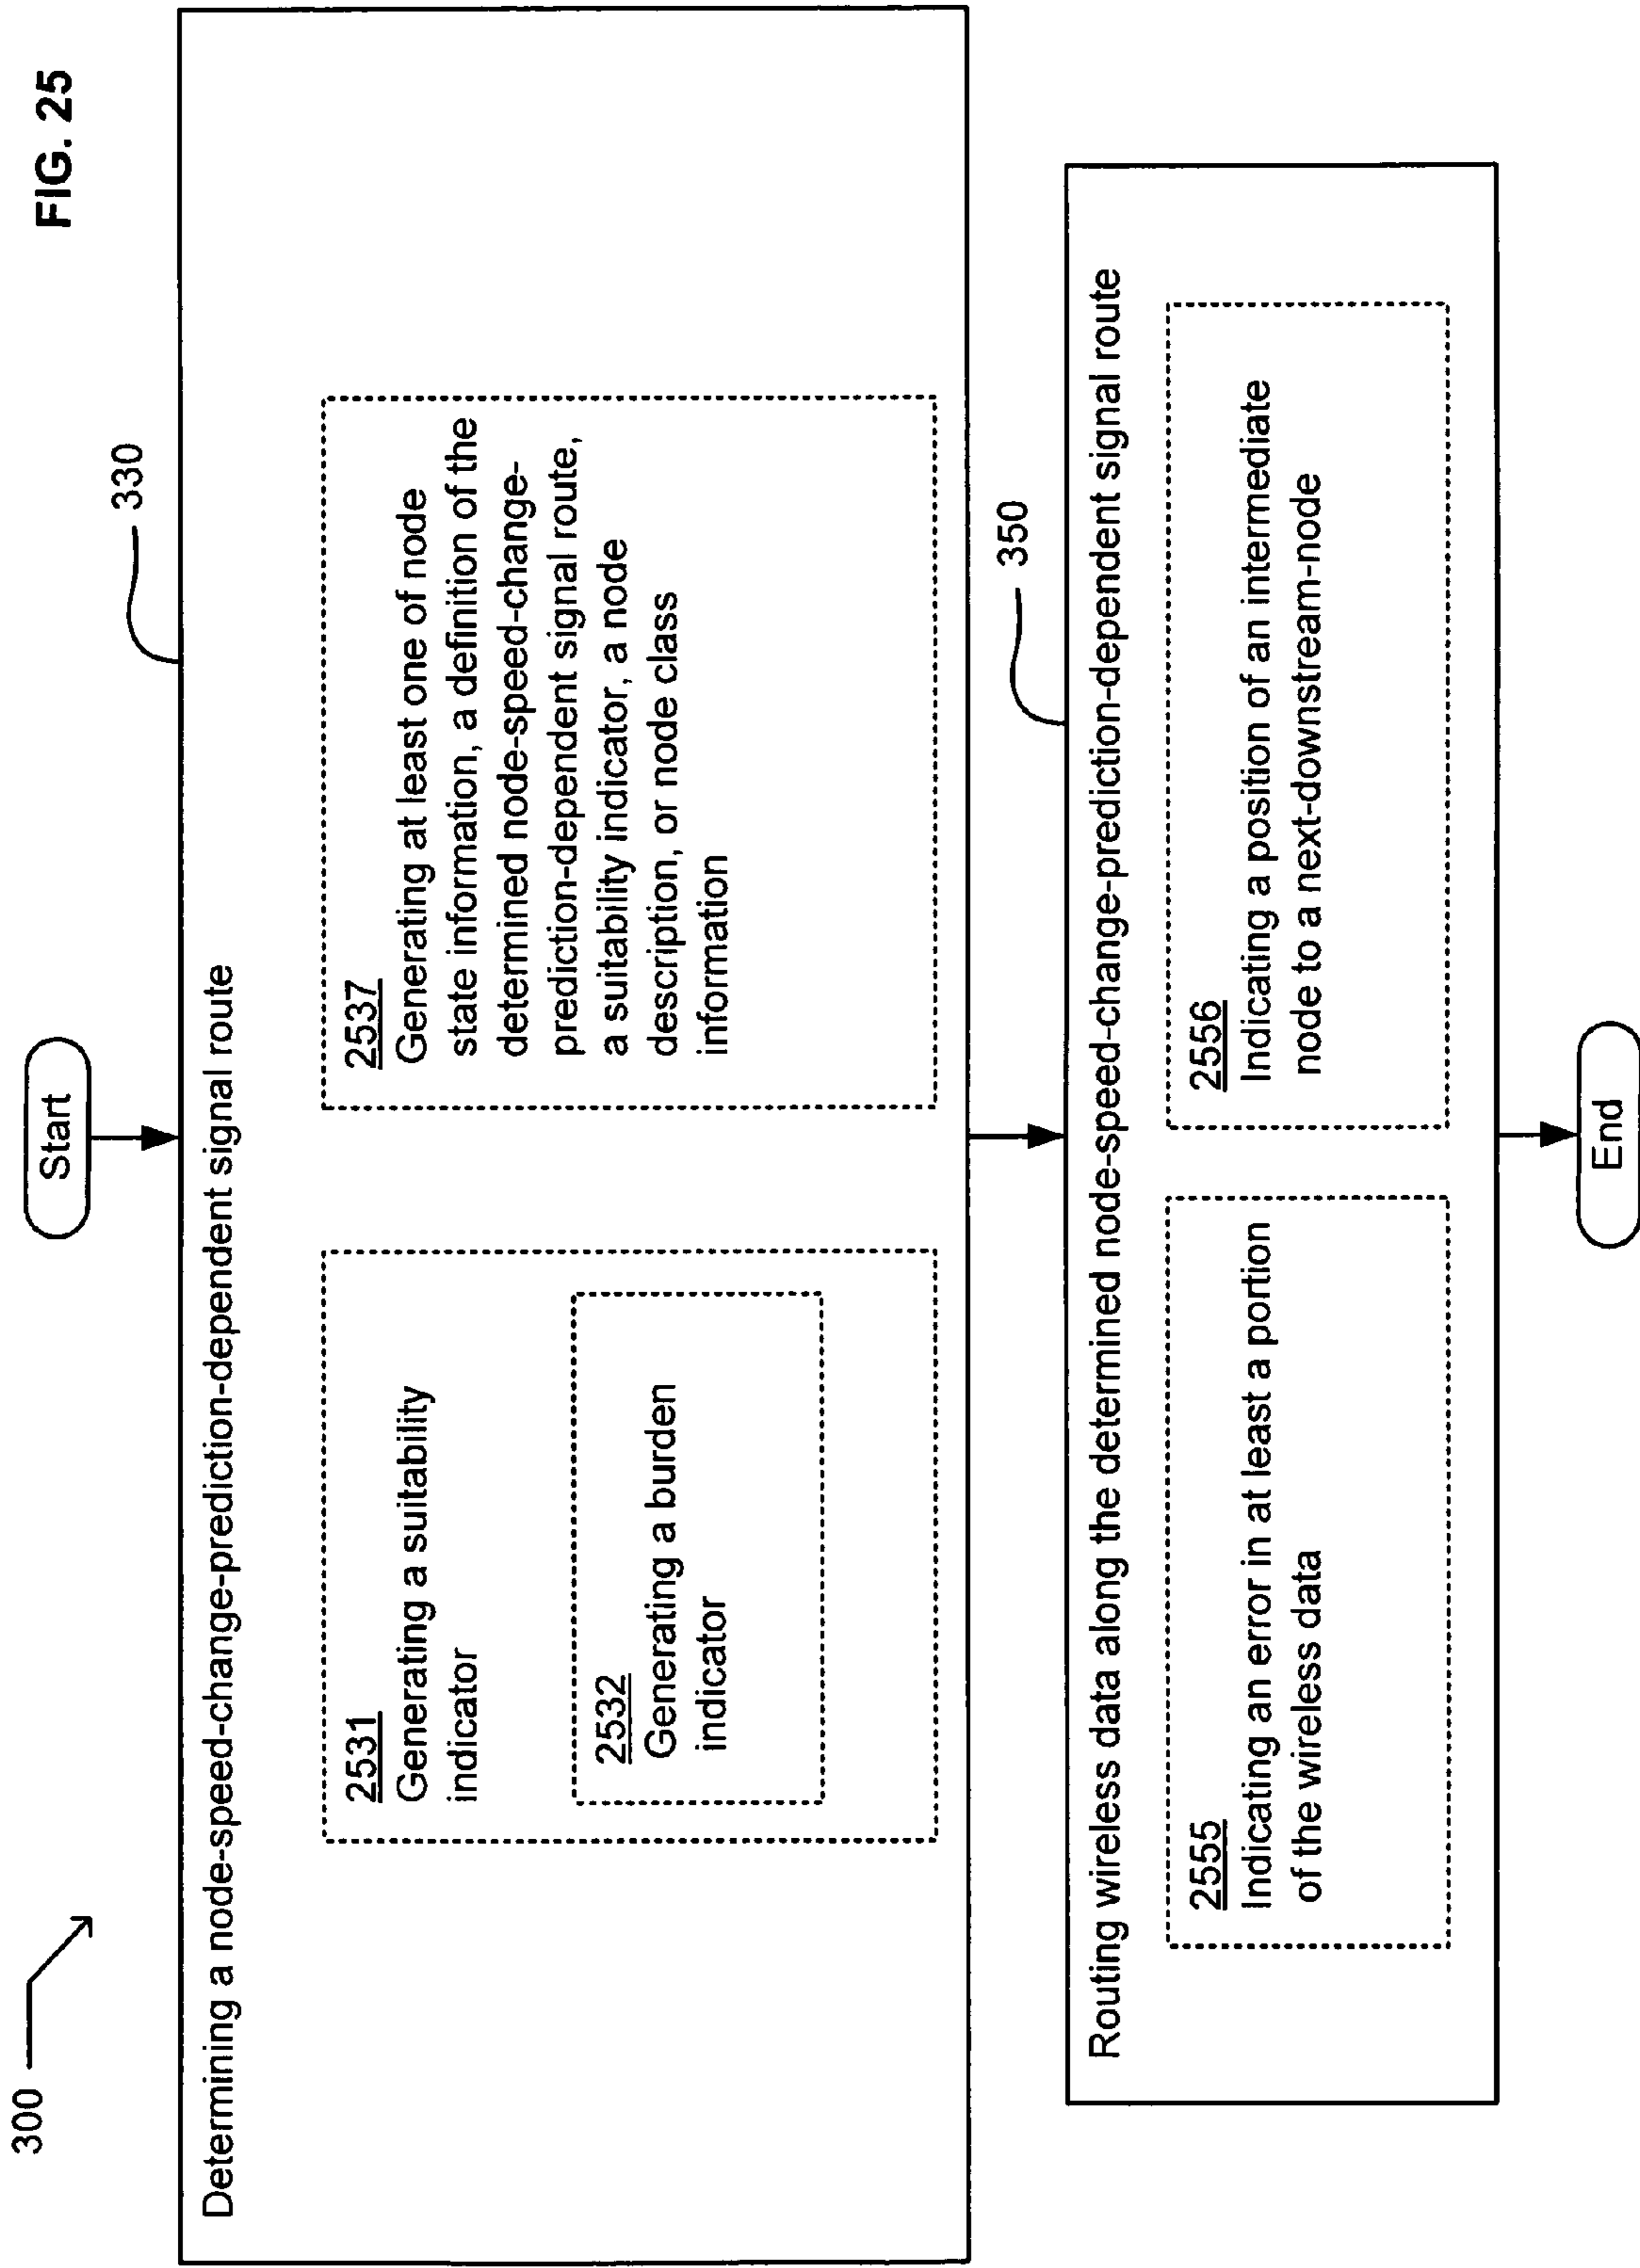 FIG. 25
300
Start
330
Determining a node-speed-change-prediction-dependent signal route
2531
Generating a suitability
indicator
2532
Generating a burden
indicator
2537
Generating at least one of node
state information, a definition of the
determined node-speed-change-
prediction-dependent signal route,
a suitability indicator, a node
description, or node class
information
350
Routing wireless data along the determined node-speed-change-prediction-dependent signal route
2555
Indicating an error in at least a portion
of the wireless data
2556
Indicating a position of an intermediate
node to a next-downstream-node
End